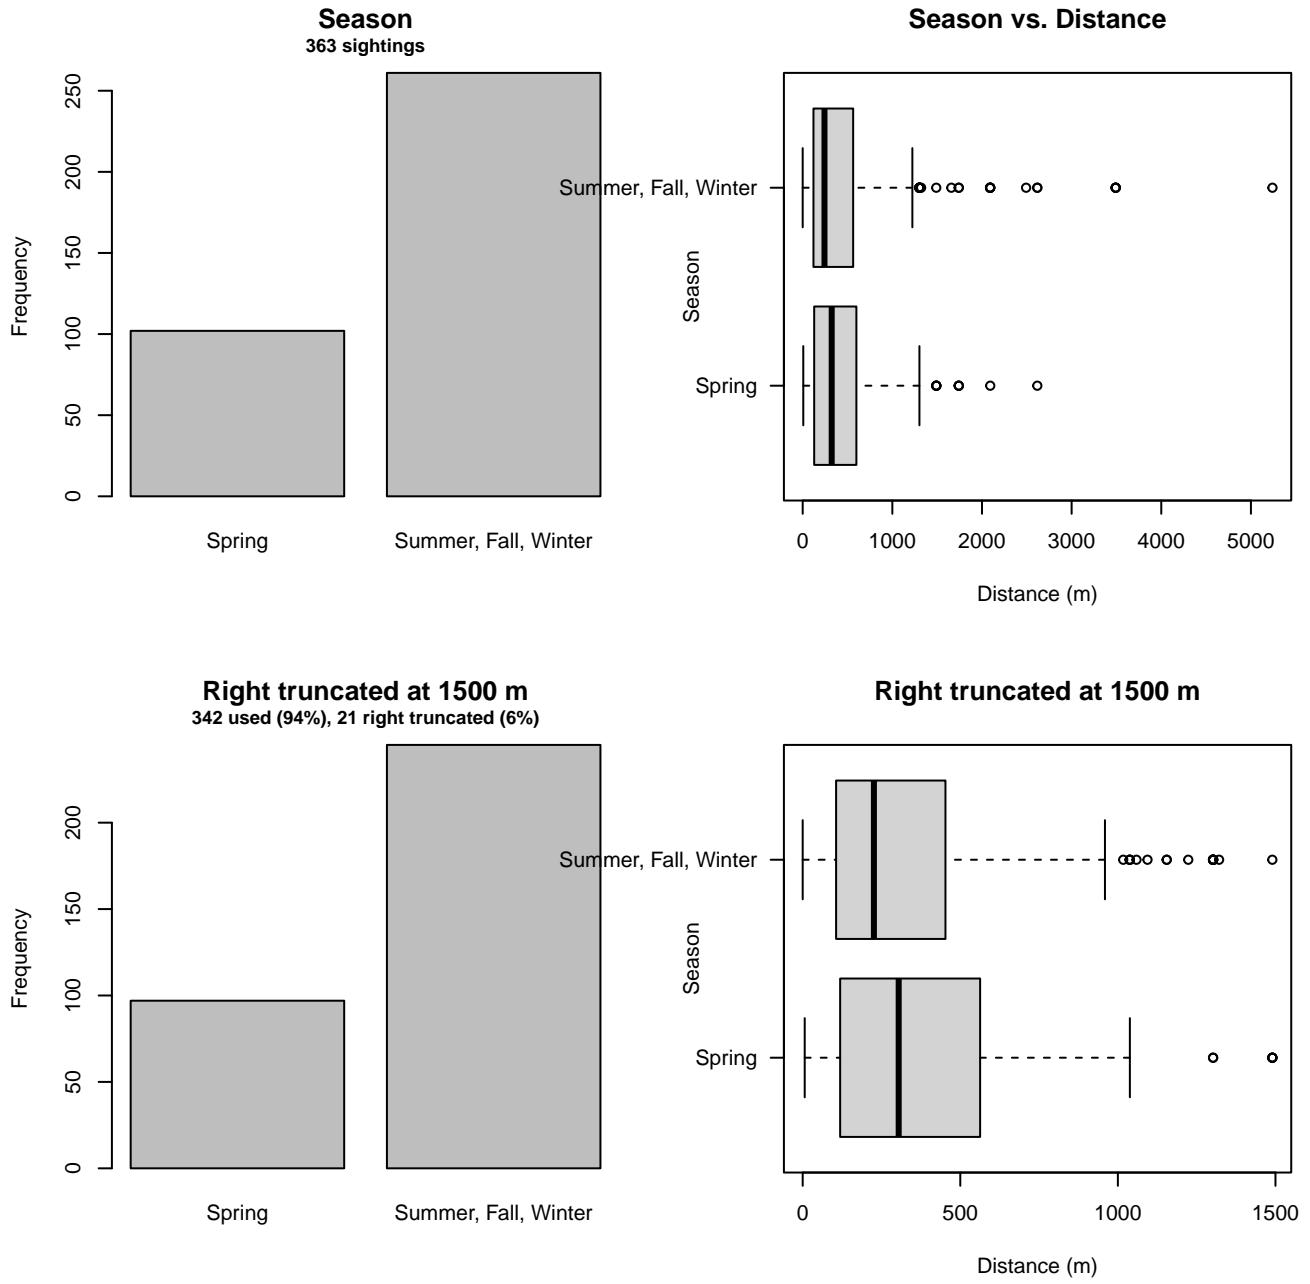 Season
363 sightings
Frequency
0
50
100
150
200
250
Spring
Summer, Fall, Winter
Season vs. Distance
Season
Summer, Fall, Winter
Spring
0 1000 2000 3000 4000 5000
Distance (m)
Right truncated at 1500 m
342 used (94%), 21 right truncated (6%)
Frequency
0
50
100
150
200
Spring
Summer, Fall, Winter
Right truncated at 1500 m
Season
Summer, Fall, Winter
Spring
0 500 1000 1500
Distance (m)